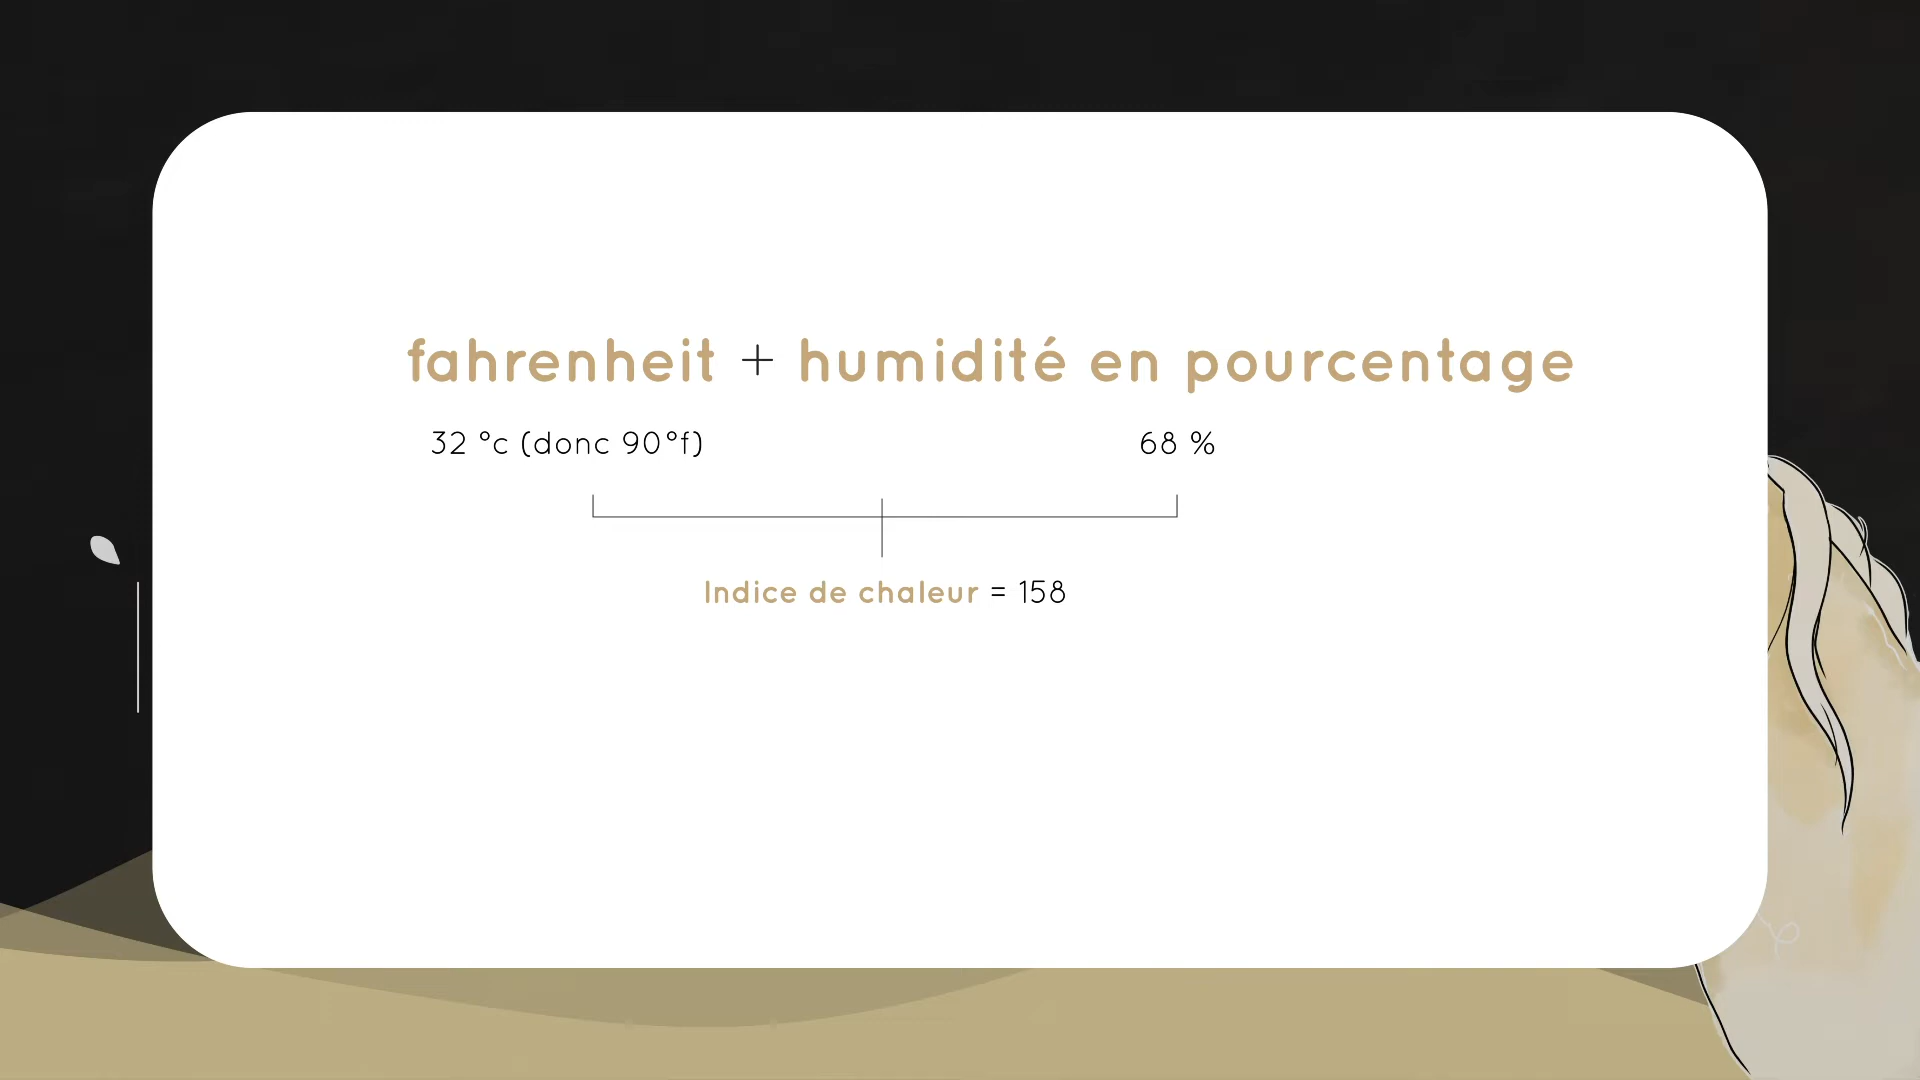 fahrenheit + humidité en pourcentage
32 °c (donc 90°f) 68 %
Indice de chaleur = 158